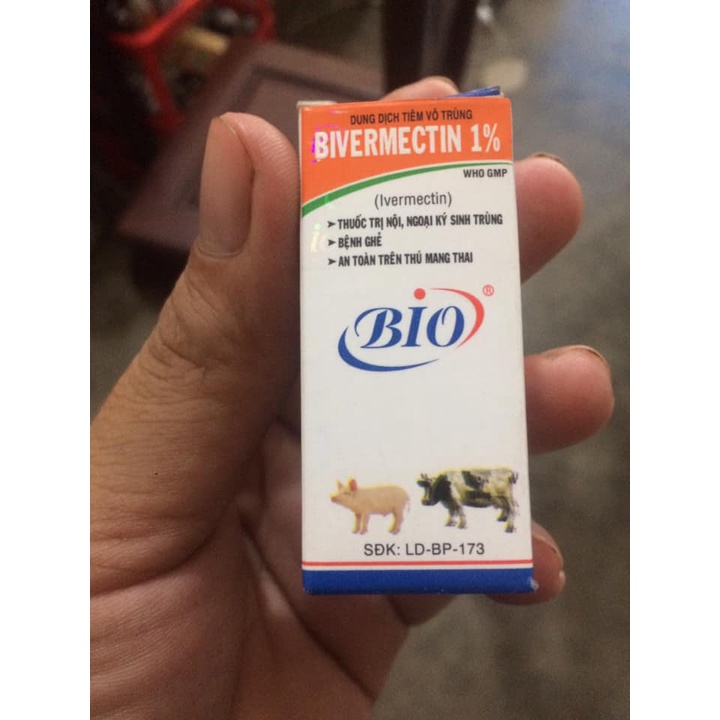 DUNG DỊCH TIÊM VÔ TRÙNG
BIVERMECTIN 1%
WHO GMP
(Ivermectin)
➤ THUỐC TRỊ NỘI, NGOẠI KÝ SINH TRÙNG
➤ BỆNH GHẺ
➤ AN TOÀN TRÊN THÚ MANG THAI
BIO®
SĐK: LD-BP-173